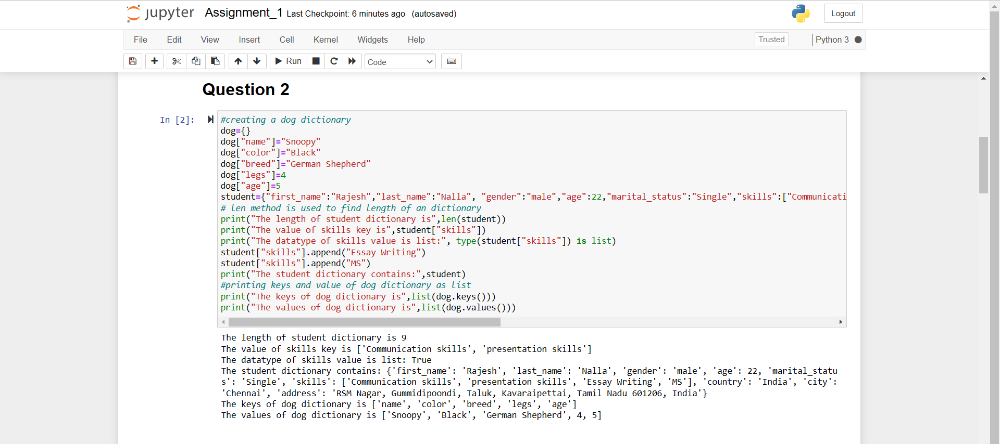 jupyter Assignment_1 Last Checkpoint: 6 minutes ago (autosaved) Logout
File Edit View Insert Cell Kernel Widgets Help Trusted Python 3
Run Code
Question 2
In [2]:
#creating a dog dictionary
dog={}
dog["name"]="Snoopy"
dog["color"]="Black"
dog["breed"]="German Shepherd"
dog["legs"]=4
dog["age"]=5
student={"first_name":"Rajesh","last_name":"Nalla", "gender":"male","age":22,"marital_status":"Single","skills":["Communicati
# len method is used to find length of an dictionary
print("The length of student dictionary is",len(student))
print("The value of skills key is",student["skills"])
print("The datatype of skills value is list:", type(student["skills"]) is list)
student["skills"].append("Essay Writing")
student["skills"].append("MS")
print("The student dictionary contains:",student)
#printing keys and value of dog dictionary as list
print("The keys of dog dictionary is",list(dog.keys()))
print("The values of dog dictionary is",list(dog.values()))
The length of student dictionary is 9
The value of skills key is ['Communication skills', 'presentation skills']
The datatype of skills value is list: True
The student dictionary contains: {'first_name': 'Rajesh', 'last_name': 'Nalla', 'gender': 'male', 'age': 22, 'marital_statu
s': 'Single', 'skills': ['Communication skills', 'presentation skills', 'Essay Writing', 'MS'], 'country': 'India', 'city':
'Chennai', 'address': 'RSM Nagar, Gummidipoondi, Taluk, Kavaraipettai, Tamil Nadu 601206, India'}
The keys of dog dictionary is ['name', 'color', 'breed', 'legs', 'age']
The values of dog dictionary is ['Snoopy', 'Black', 'German Shepherd', 4, 5]